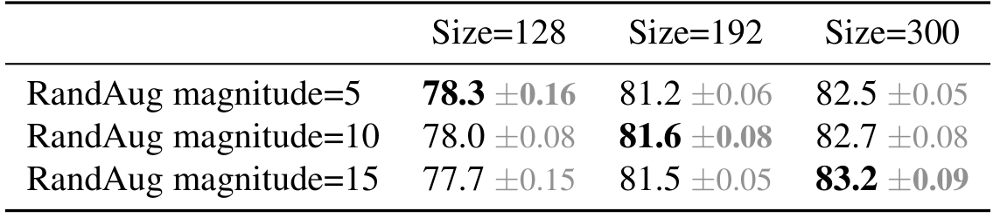 Size=128 Size=192 Size=300
RandAug magnitude=5 78.3 ±0.16 81.2 ±0.06 82.5 ±0.05
RandAug magnitude=10 78.0 ±0.08 81.6 ±0.08 82.7 ±0.08
RandAug magnitude=15 77.7 ±0.15 81.5 ±0.05 83.2 ±0.09